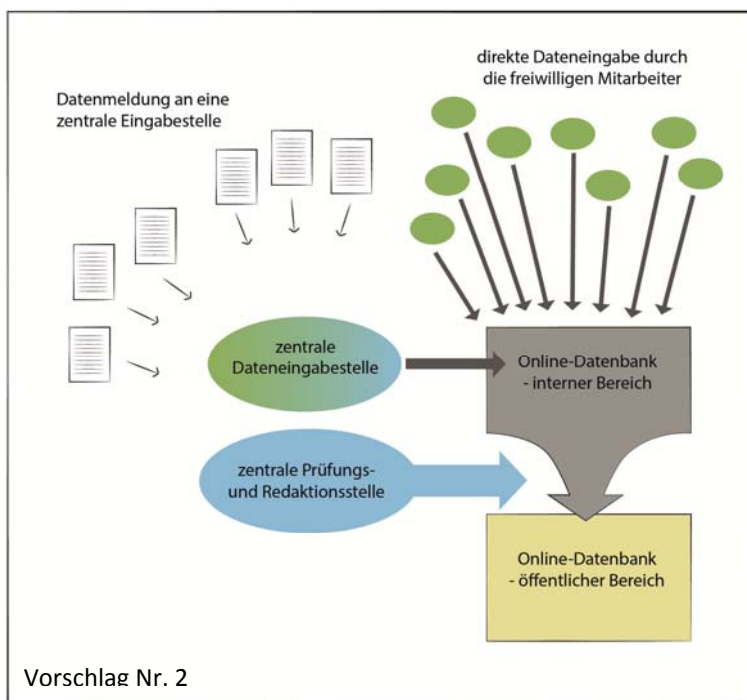 direkte Dateneingabe durch
die freiwilligen Mitarbeiter
Datenmeldung an eine
zentrale Eingabestelle
zentrale
Dateneingabestelle
Online-Datenbank
- interner Bereich
zentrale Prüfungs-
und Redaktionsstelle
Online-Datenbank
- öffentlicher Bereich
Vorschlag Nr. 2